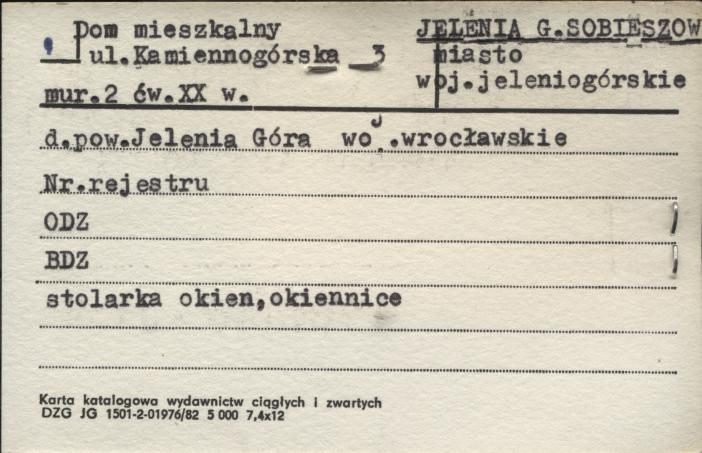 Dom mieszkalny
JELENIA G.SOBIESZOW
ul.Kamiennogórska 3
miasto
woj.jeleniogórskie
mur.2 ćw.XX w.
d.pow.Jelenia Góra woj.wrocławskie
Nr.rejestru
ODZ
BDZ
stolarka okien,okiennice
Karta katalogowa wydawnictw ciągłych i zwartych
DZG JG 1501-2-01976/82 5 000 7,4x12